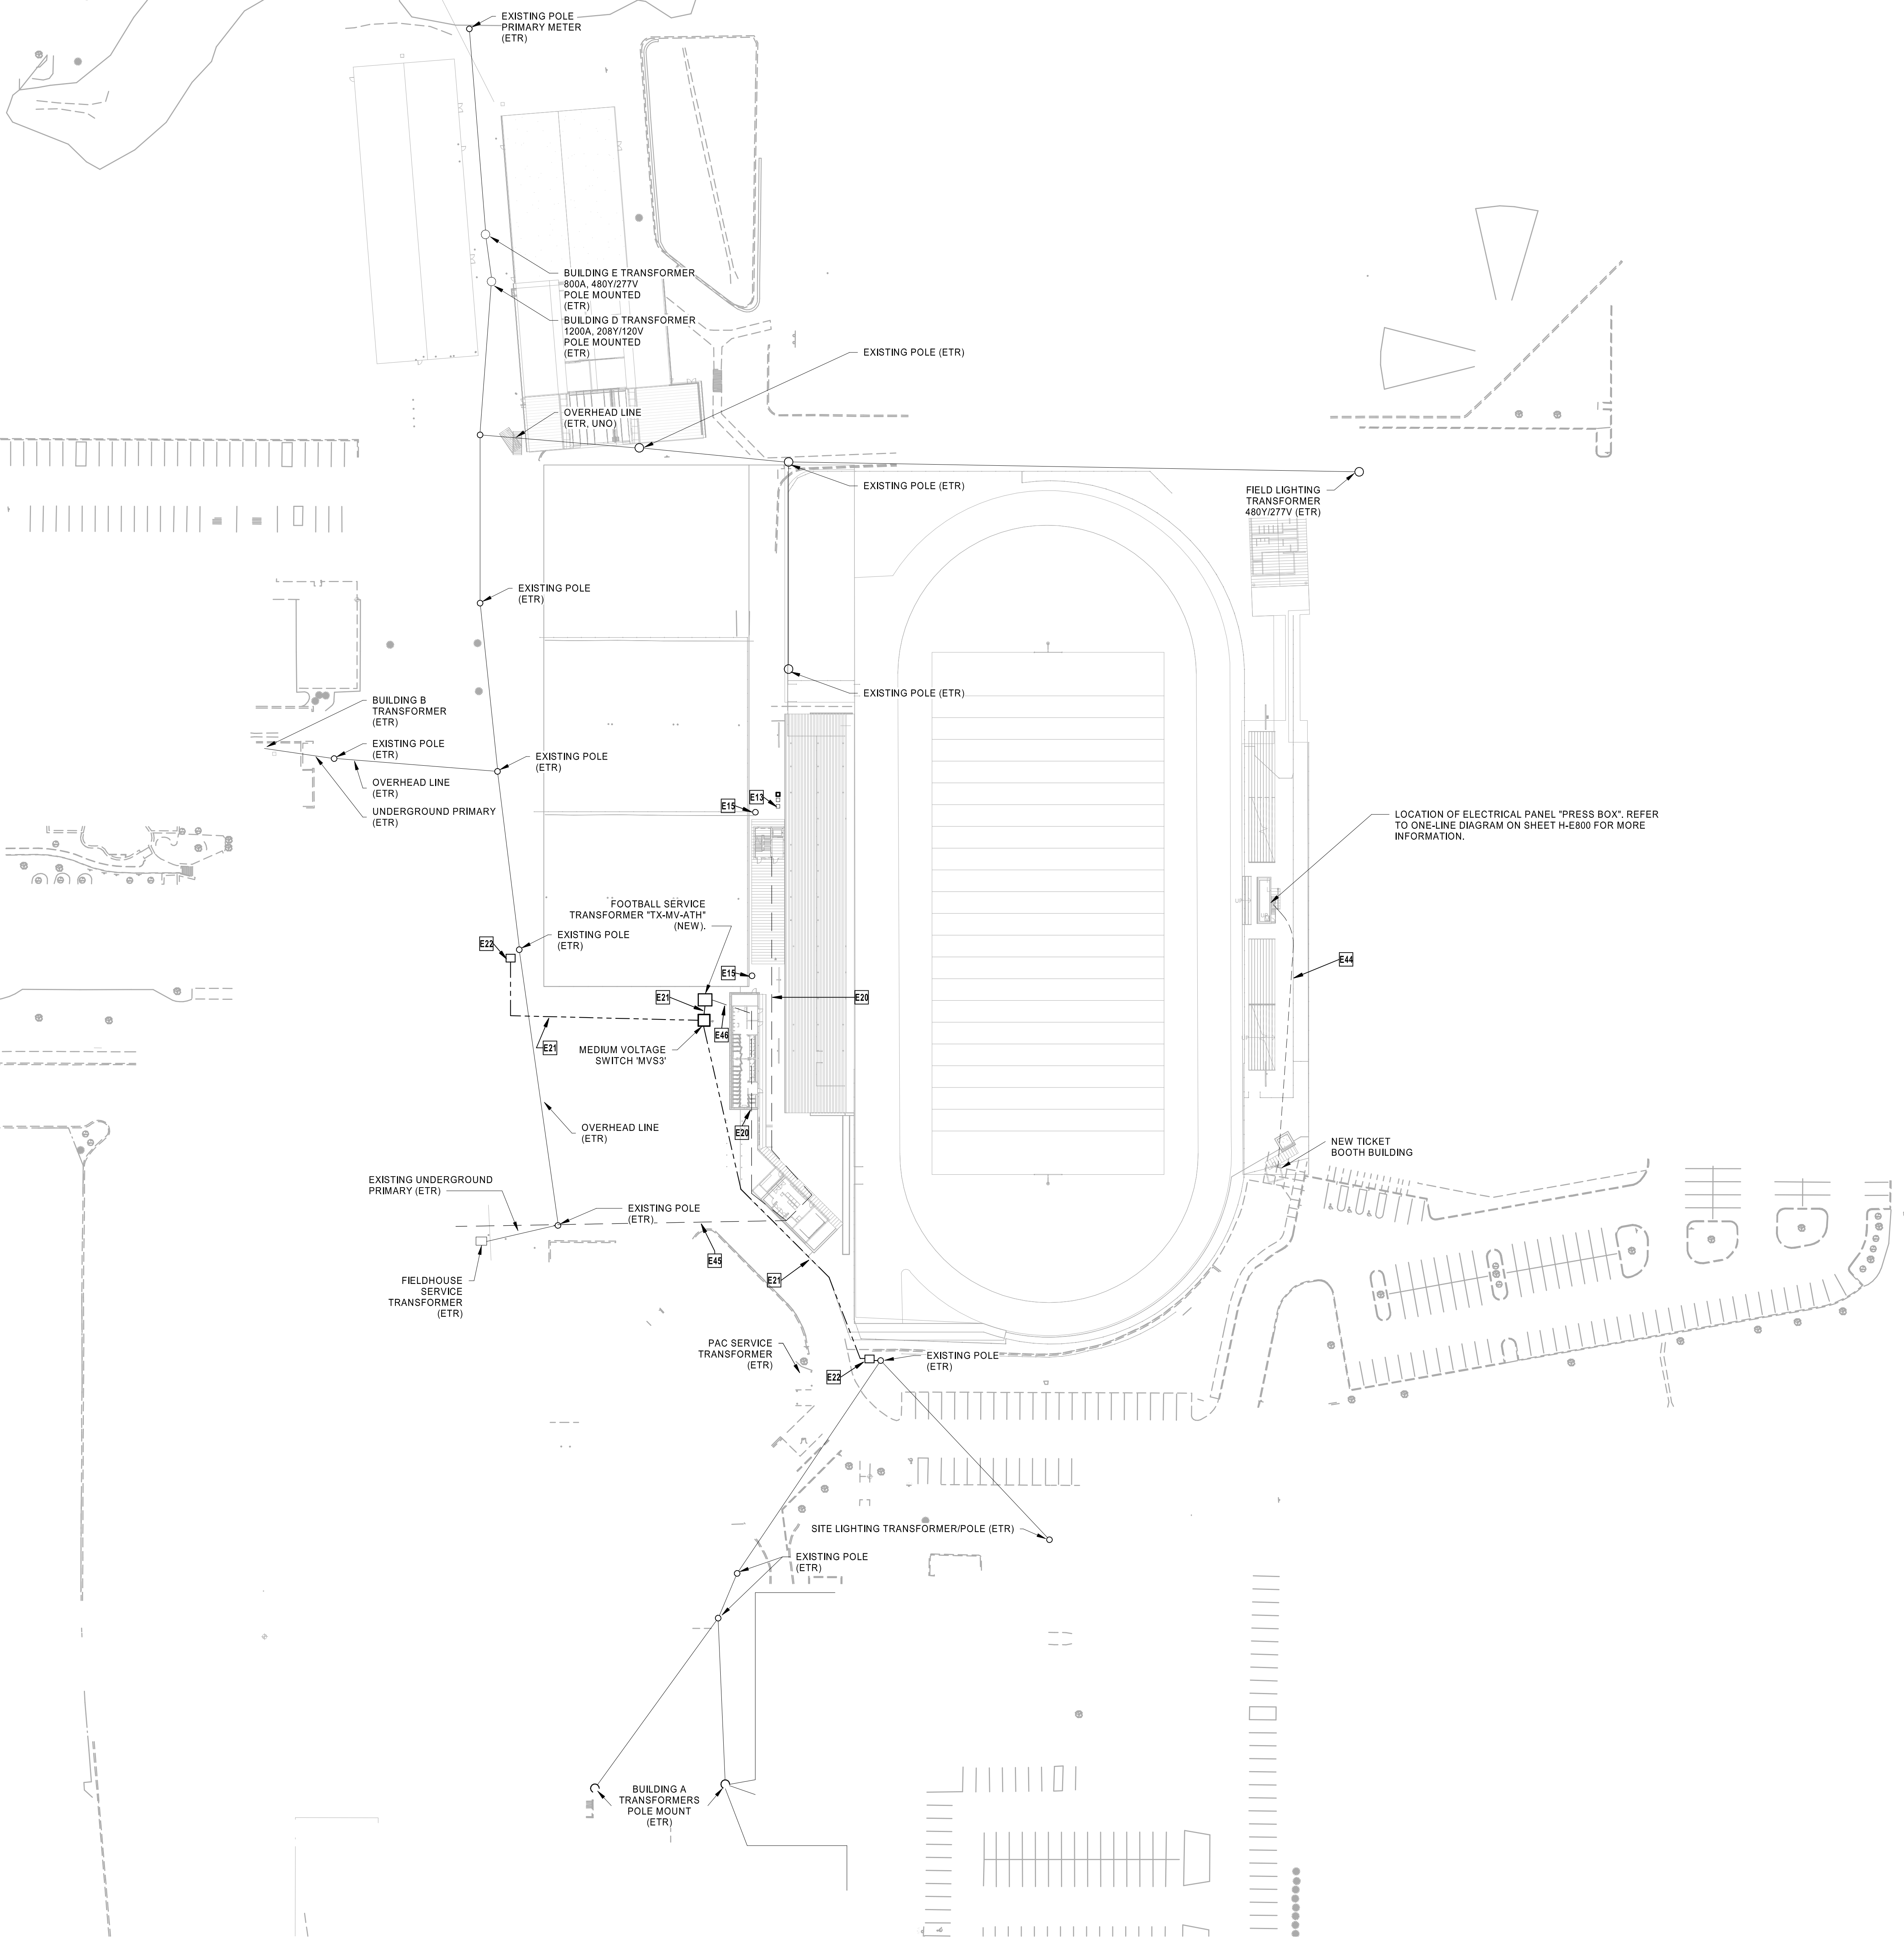 EXISTING POLE
PRIMARY METER
(ETR)
BUILDING E TRANSFORMER
800A, 480Y/277V
POLE MOUNTED
(ETR)
BUILDING D TRANSFORMER
1200A, 208Y/120V
POLE MOUNTED
(ETR)
EXISTING POLE (ETR)
OVERHEAD LINE
(ETR, UNO)
EXISTING POLE (ETR)
FIELD LIGHTING
TRANSFORMER
480Y/277V (ETR)
EXISTING POLE
(ETR)
EXISTING POLE (ETR)
BUILDING B
TRANSFORMER
(ETR)
EXISTING POLE
(ETR)
OVERHEAD LINE
(ETR)
UNDERGROUND PRIMARY
(ETR)
EXISTING POLE
(ETR)
E15
E13
LOCATION OF ELECTRICAL PANEL "PRESS BOX". REFER
TO ONE-LINE DIAGRAM ON SHEET H-E800 FOR MORE
INFORMATION.
FOOTBALL SERVICE
TRANSFORMER "TX-MV-ATH"
(NEW).
EXISTING POLE
(ETR)
E22
E15
E44
E21
E20
E46
E21
MEDIUM VOLTAGE
SWITCH 'MVS3'
E20
OVERHEAD LINE
(ETR)
NEW TICKET
BOOTH BUILDING
EXISTING UNDERGROUND
PRIMARY (ETR)
EXISTING POLE
(ETR)
E45
E21
FIELDHOUSE
SERVICE
TRANSFORMER
(ETR)
PAC SERVICE
TRANSFORMER
(ETR)
E22
EXISTING POLE
(ETR)
SITE LIGHTING TRANSFORMER/POLE (ETR)
EXISTING POLE
(ETR)
BUILDING A
TRANSFORMERS
POLE MOUNT
(ETR)